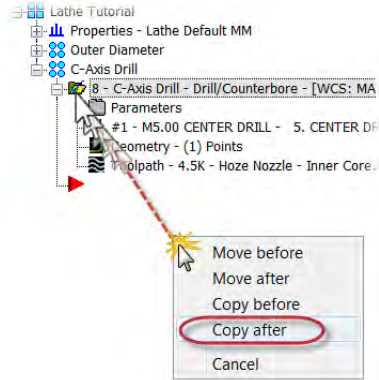 Lathe Tutorial
Properties - Lathe Default MM
Outer Diameter
C-Axis Drill
8 - C-Axis Drill - Drill/Counterbore - [WCS: MA
Parameters
#1 - M5.00 CENTER DRILL - 5. CENTER DR
Geometry - (1) Points
Toolpath - 4.5K - Hoze Nozzle - Inner Core.
Move before
Move after
Copy before
Copy after
Cancel